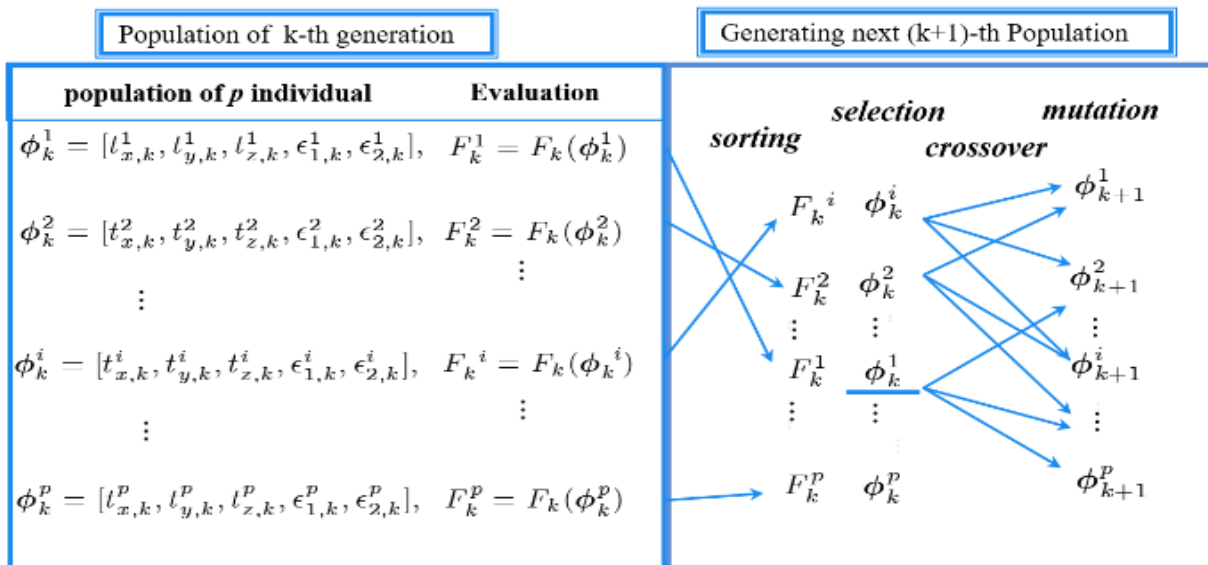 Population of k-th generation
Generating next (k+1)-th Population
population of p individual Evaluation
ϕ_k^1 = [t_{x,k}^1, t_{y,k}^1, t_{z,k}^1, ϵ_{1,k}^1, ϵ_{2,k}^1], F_k^1 = F_k(ϕ_k^1)
ϕ_k^2 = [t_{x,k}^2, t_{y,k}^2, t_{z,k}^2, ϵ_{1,k}^2, ϵ_{2,k}^2], F_k^2 = F_k(ϕ_k^2)
⋮ ⋮
ϕ_k^i = [t_{x,k}^i, t_{y,k}^i, t_{z,k}^i, ϵ_{1,k}^i, ϵ_{2,k}^i], F_k^i = F_k(ϕ_k^i)
⋮ ⋮
ϕ_k^p = [t_{x,k}^p, t_{y,k}^p, t_{z,k}^p, ϵ_{1,k}^p, ϵ_{2,k}^p], F_k^p = F_k(ϕ_k^p)
sorting selection crossover mutation
F_k^i ϕ_k^i ϕ_{k+1}^1
F_k^2 ϕ_k^2 ϕ_{k+1}^2
⋮ ⋮ ⋮
F_k^1 ϕ_k^1 ϕ_{k+1}^i
⋮ ⋮ ⋮
F_k^p ϕ_k^p ϕ_{k+1}^p